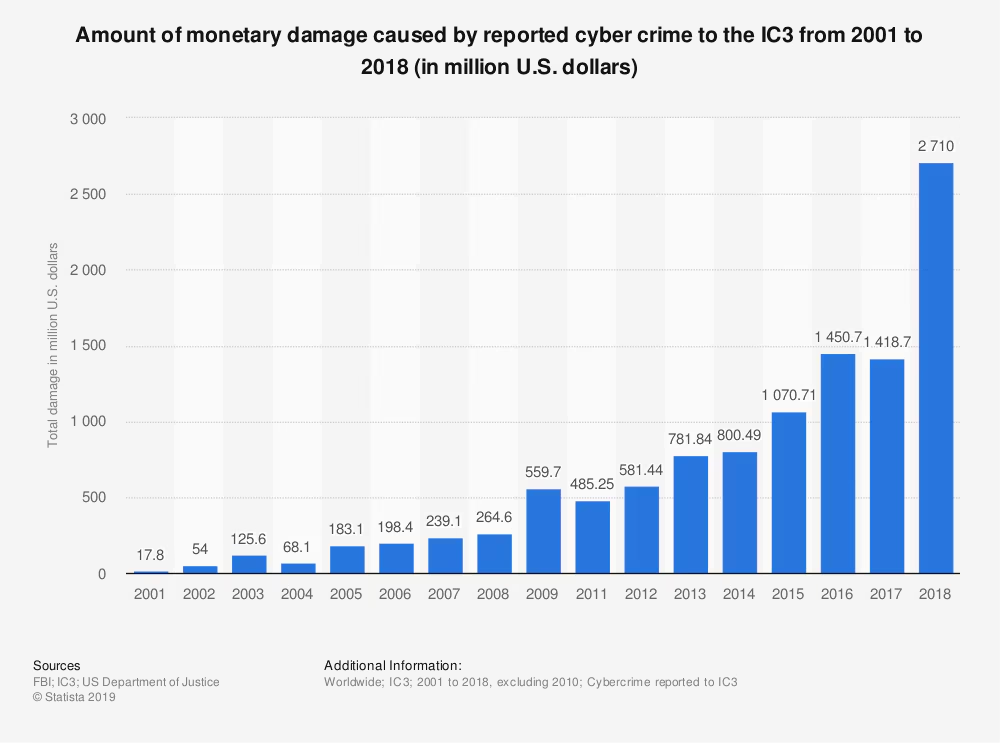 Amount of monetary damage caused by reported cyber crime to the IC3 from 2001 to
2018 (in million U.S. dollars)
Total damage in million U.S. dollars
3 000
2 500
2 000
1 500
1 000
500
0
17.8
54
125.6
68.1
183.1
198.4
239.1
264.6
559.7
485.25
581.44
781.84
800.49
1 070.71
1 450.7
1 418.7
2 710
2001 2002 2003 2004 2005 2006 2007 2008 2009 2011 2012 2013 2014 2015 2016 2017 2018
Sources
FBI; IC3; US Department of Justice
© Statista 2019
Additional Information:
Worldwide; IC3; 2001 to 2018, excluding 2010; Cybercrime reported to IC3